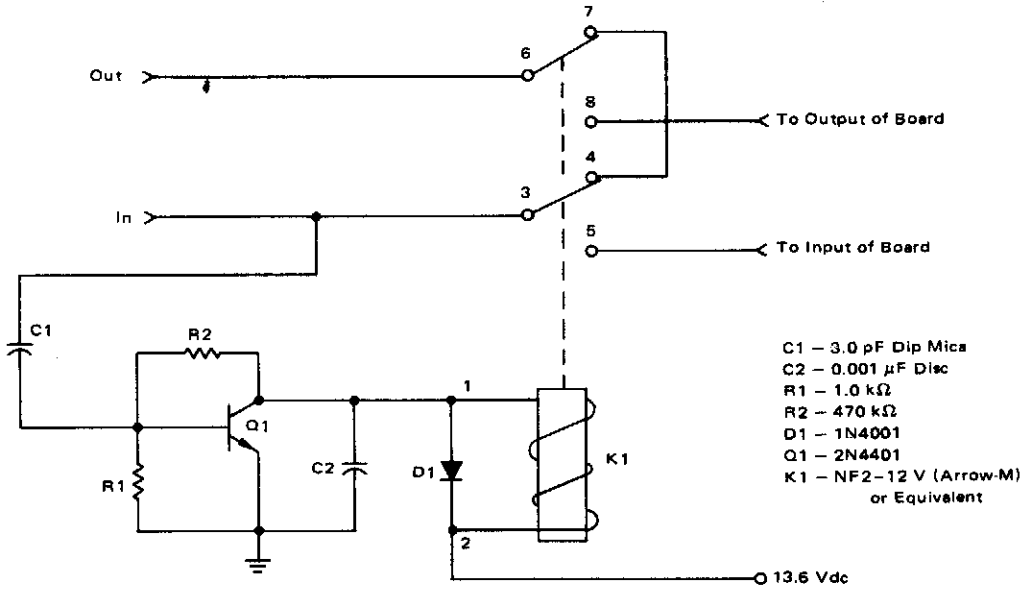 7
6
Out
8
To Output of Board
4
3
In
5
To Input of Board
C1
R2
C1 – 3.0 pF Dip Mica
C2 – 0.001 µF Disc
R1 – 1.0 kΩ
R2 – 470 kΩ
D1 – 1N4001
Q1 – 2N4401
K1 – NF2–12 V (Arrow-M)
or Equivalent
1
Q1
R1
C2
D1
K1
2
13.6 Vdc